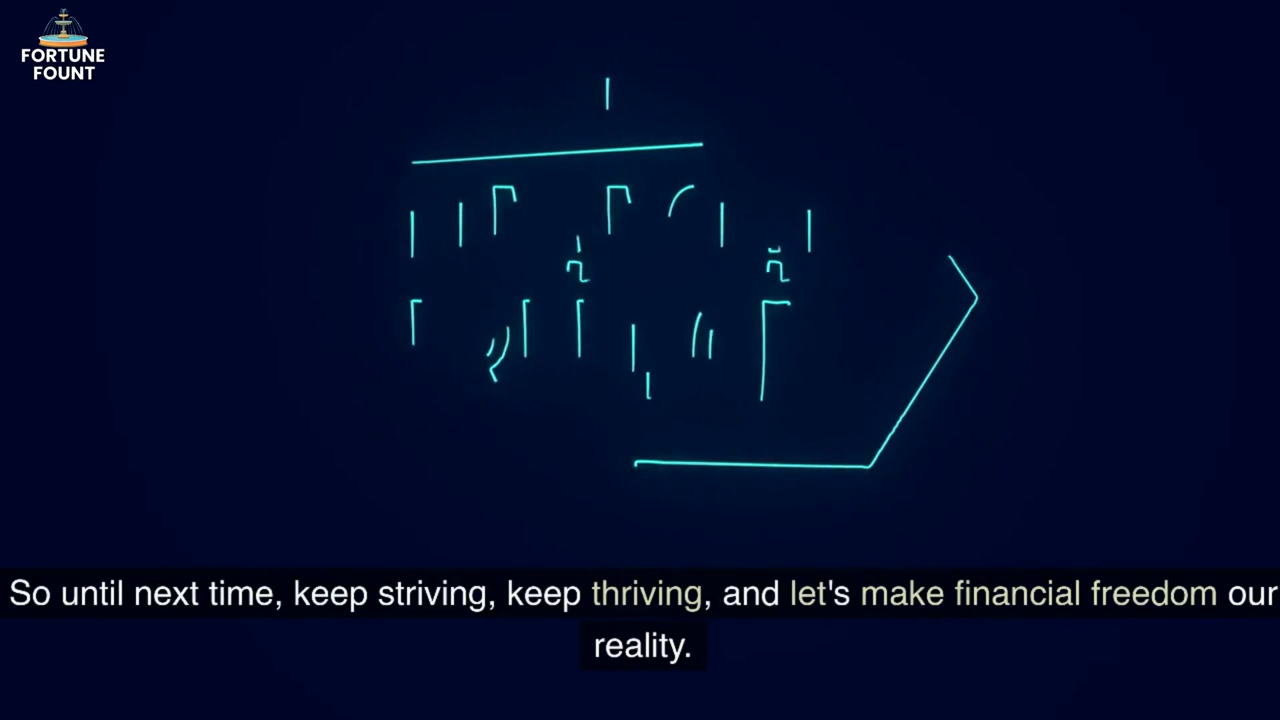 FORTUNE
FOUNT
So until next time, keep striving, keep thriving, and let's make financial freedom our
reality.